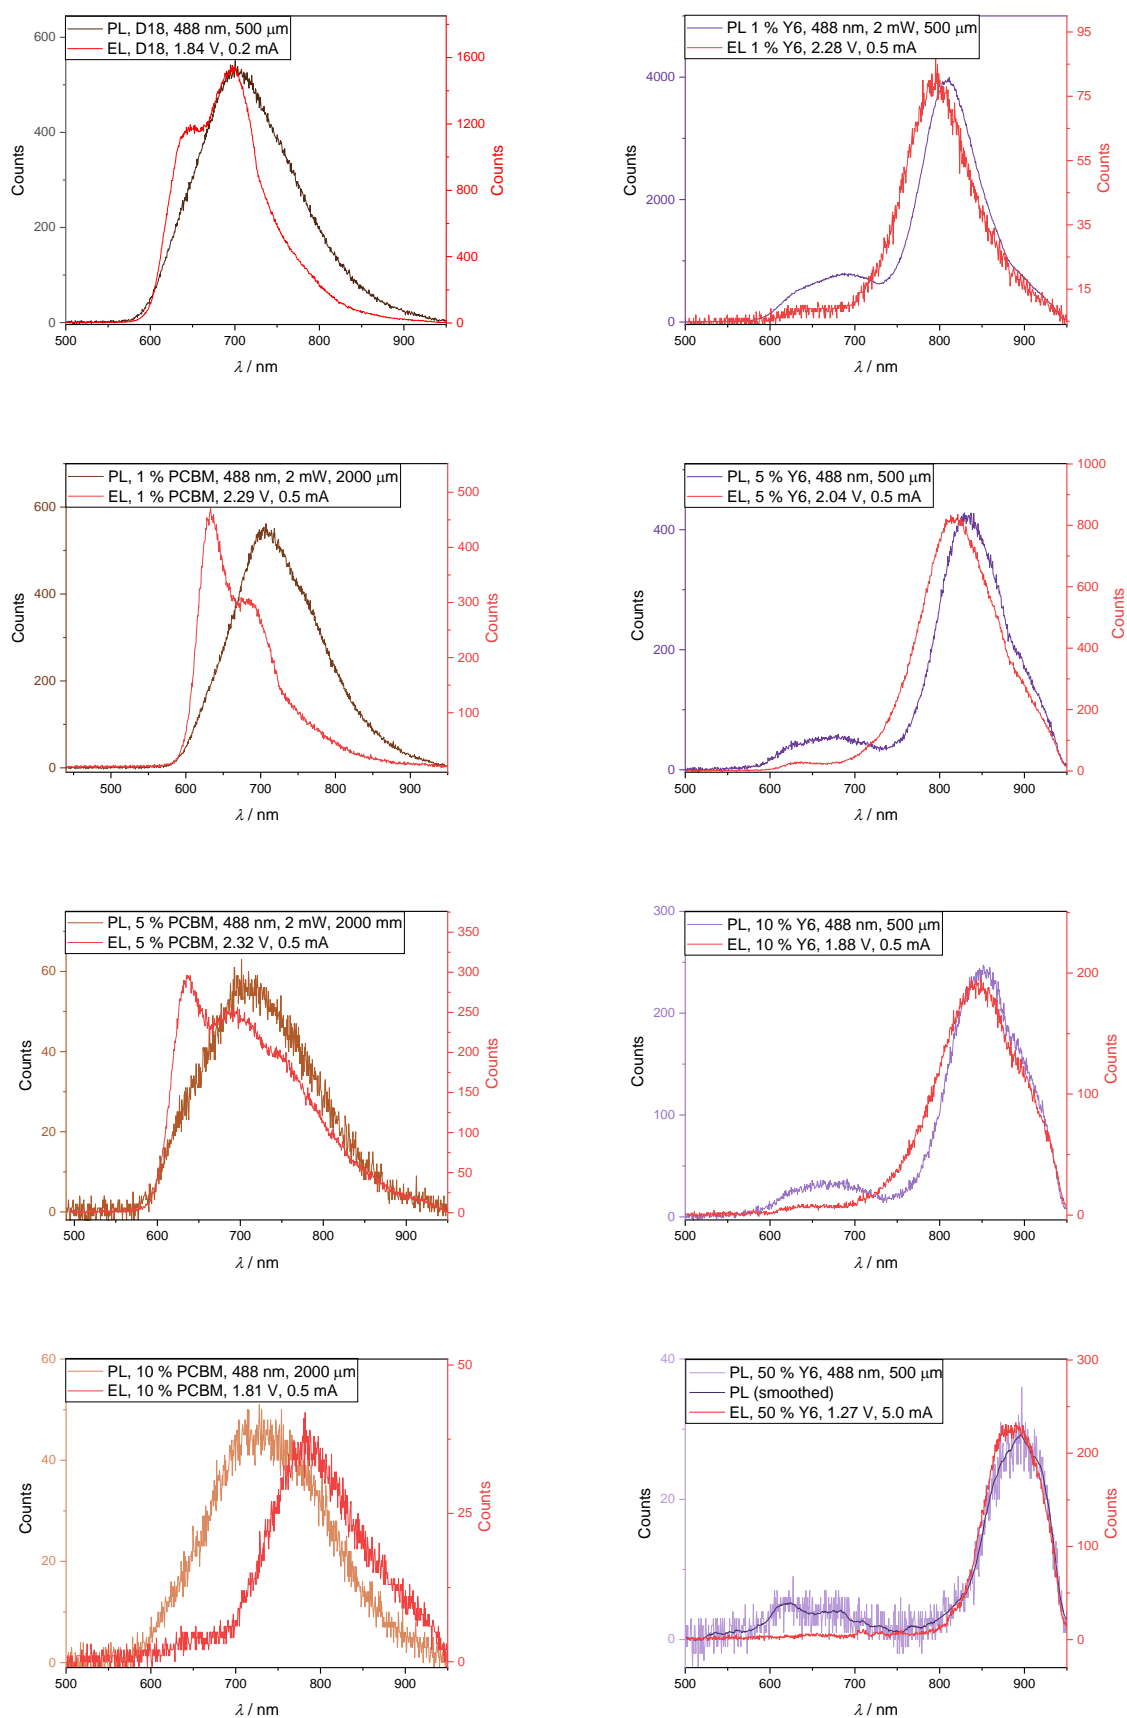 PL, D18, 488 nm, 500 μm
EL, D18, 1.84 V, 0.2 mA
600
400
200
0
Counts
1600
1200
800
400
0
Counts
500 600 700 800 900
λ / nm
PL 1 % Y6, 488 nm, 2 mW, 500 μm
EL 1 % Y6, 2.28 V, 0.5 mA
4000
2000
0
Counts
95
75
55
35
15
Counts
500 600 700 800 900
λ / nm
PL, 1 % PCBM, 488 nm, 2 mW, 2000 μm
EL, 1 % PCBM, 2.29 V, 0.5 mA
600
400
200
0
Counts
500
400
300
200
100
Counts
500 600 700 800 900
λ / nm
PL, 5 % Y6, 488 nm, 500 μm
EL, 5 % Y6, 2.04 V, 0.5 mA
400
200
0
Counts
1000
800
600
400
200
0
Counts
500 600 700 800 900
λ / nm
PL, 5 % PCBM, 488 nm, 2 mW, 2000 mm
EL, 5 % PCBM, 2.32 V, 0.5 mA
60
40
20
0
Counts
350
300
250
200
150
100
50
0
Counts
500 600 700 800 900
λ / nm
PL, 10 % Y6, 488 nm, 500 μm
EL, 10 % Y6, 1.88 V, 0.5 mA
300
200
100
0
Counts
200
100
0
Counts
500 600 700 800 900
λ / nm
PL, 10 % PCBM, 488 nm, 2000 μm
EL, 10 % PCBM, 1.81 V, 0.5 mA
60
40
20
0
Counts
50
25
0
Counts
500 600 700 800 900
λ / nm
PL, 50 % Y6, 488 nm, 500 μm
PL (smoothed)
EL, 50 % Y6, 1.27 V, 5.0 mA
40
20
0
Counts
300
200
100
0
Counts
500 600 700 800 900
λ / nm